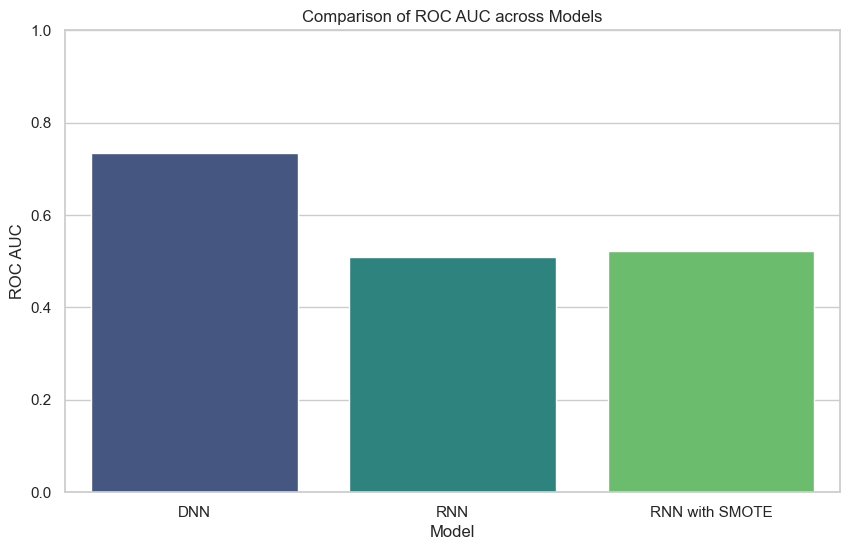 Comparison of ROC AUC across Models
1.0
0.8
0.6
0.4
0.2
0.0
ROC AUC
DNN
RNN
RNN with SMOTE
Model